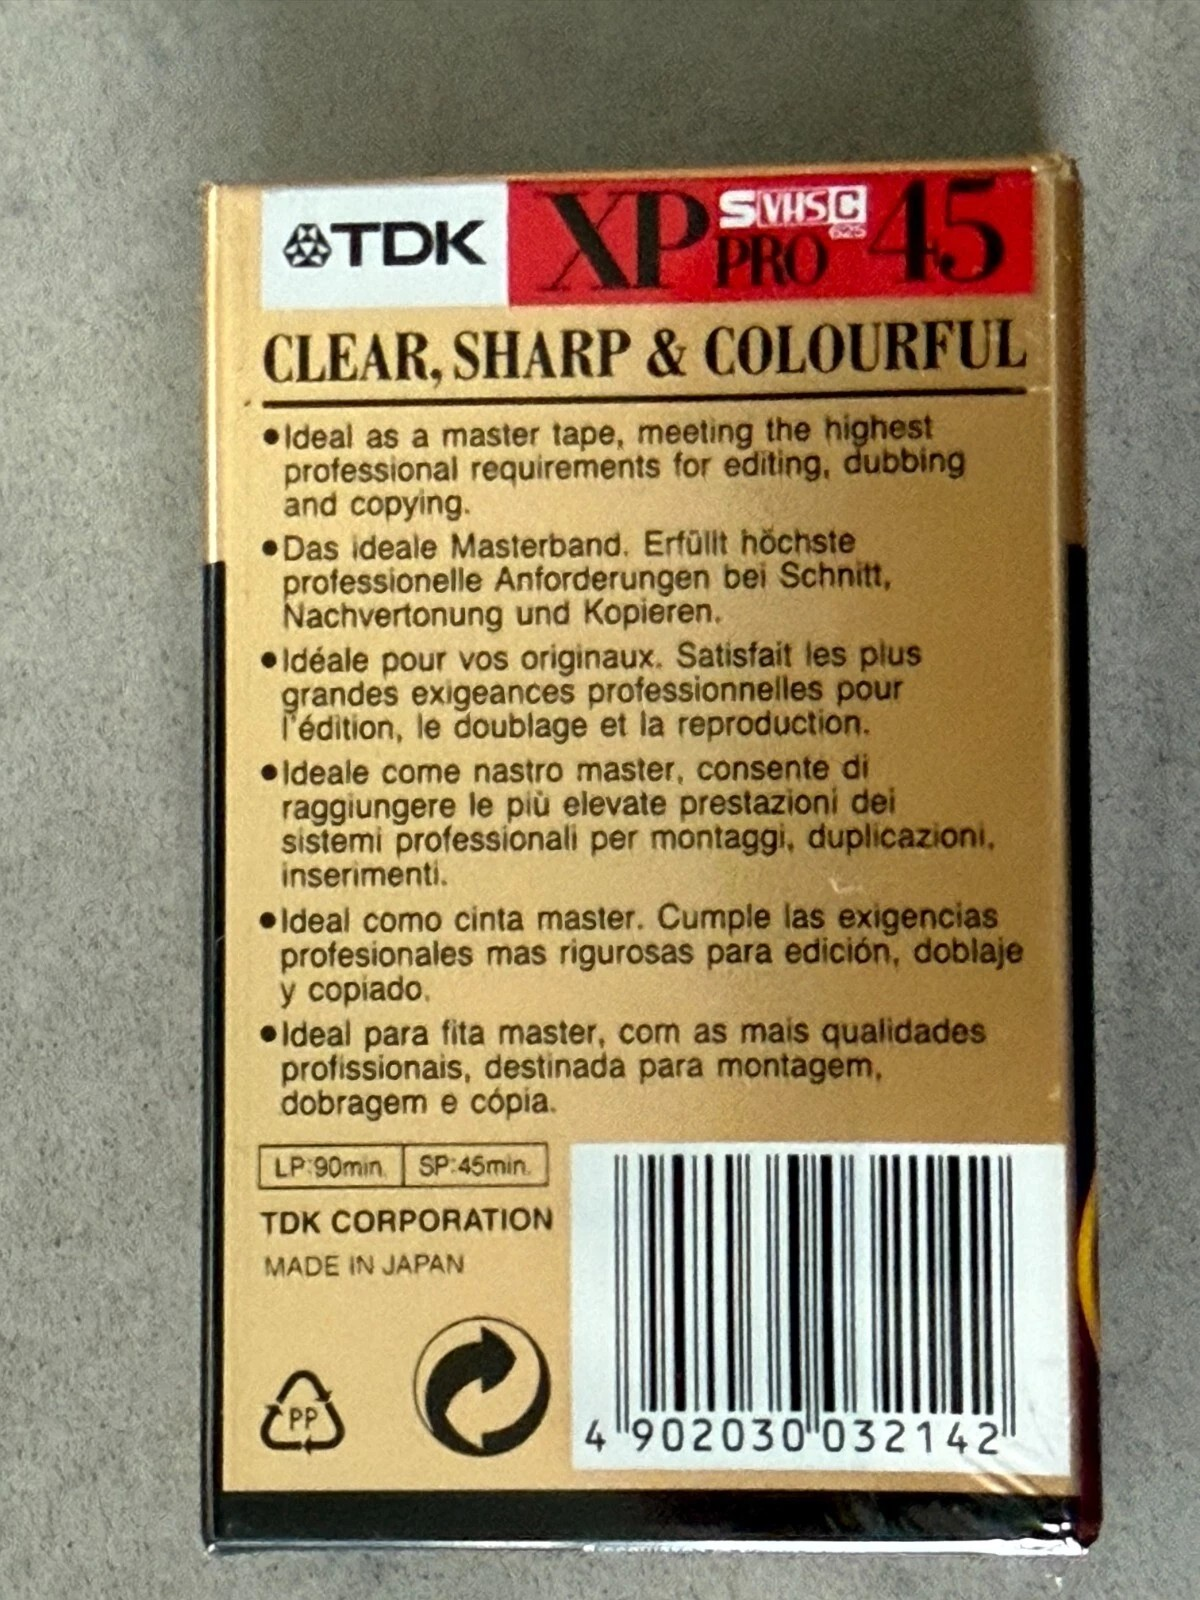 TDK XP PRO S VHS C 625 45
CLEAR, SHARP & COLOURFUL
•Ideal as a master tape, meeting the highest
professional requirements for editing, dubbing
and copying.
•Das ideale Masterband. Erfüllt höchste
professionelle Anforderungen bei Schnitt,
Nachvertonung und Kopieren.
•Idéale pour vos originaux. Satisfait les plus
grandes exigeances professionnelles pour
l'édition, le doublage et la reproduction.
•Ideale come nastro master, consente di
raggiungere le più elevate prestazioni dei
sistemi professionali per montaggi, duplicazioni,
inserimenti.
•Ideal como cinta master. Cumple las exigencias
profesionales mas rigurosas para edición, doblaje
y copiado.
•Ideal para fita master, com as mais qualidades
profissionais, destinada para montagem,
dobragem e cópia.
LP:90min. SP:45min.
TDK CORPORATION
MADE IN JAPAN
PP
4 902030 032142